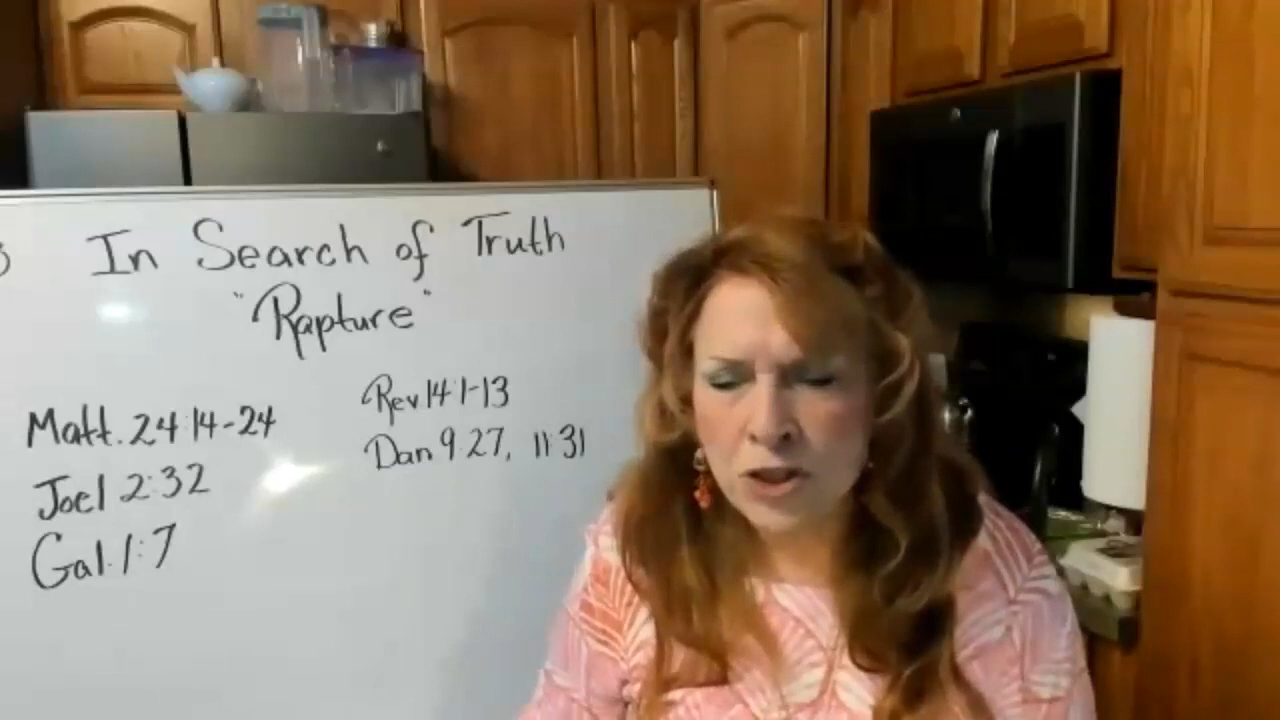 In Search of Truth
"Rapture"
Matt. 24:14-24
Joel 2:32
Gal. 1:7
Rev 14:1-13
Dan 9:27, 11:31